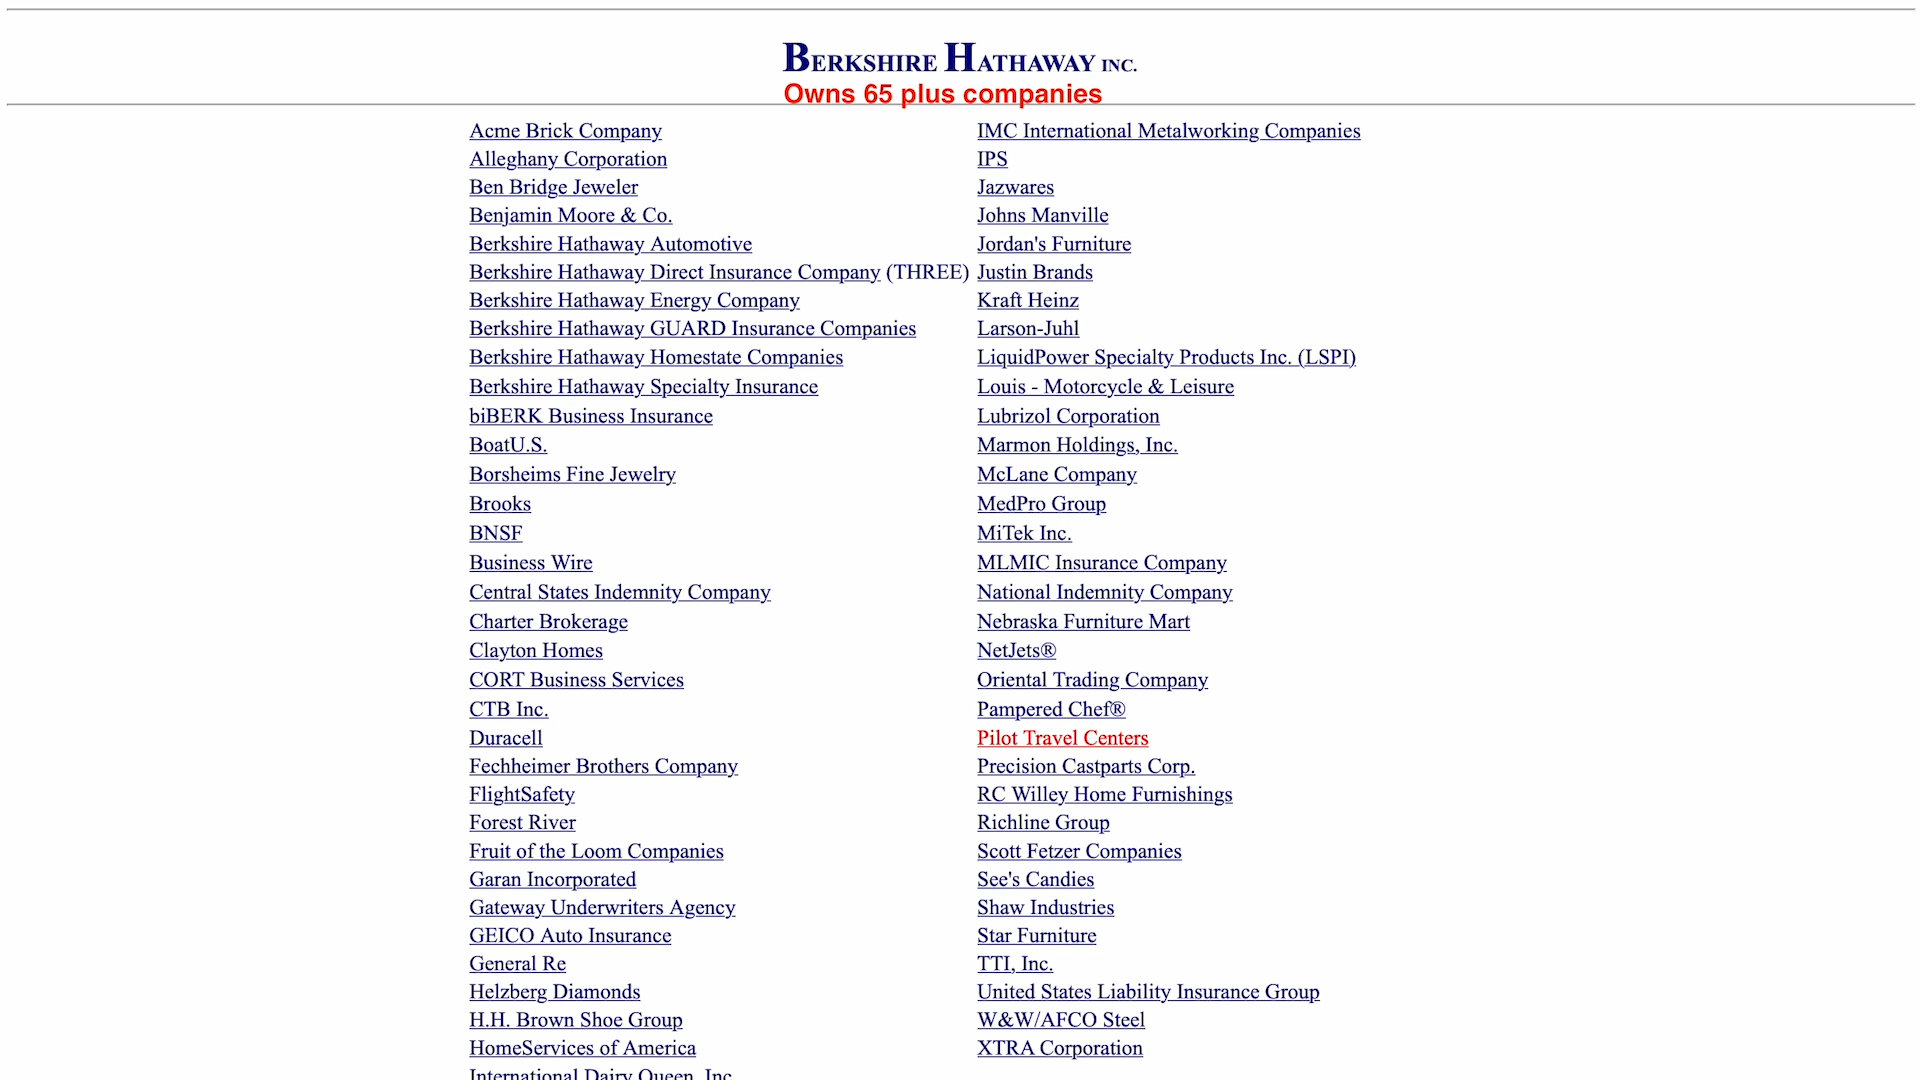 BERKSHIRE HATHAWAY INC.
Owns 65 plus companies
Acme Brick Company
Alleghany Corporation
Ben Bridge Jeweler
Benjamin Moore & Co.
Berkshire Hathaway Automotive
Berkshire Hathaway Direct Insurance Company (THREE)
Berkshire Hathaway Energy Company
Berkshire Hathaway GUARD Insurance Companies
Berkshire Hathaway Homestate Companies
Berkshire Hathaway Specialty Insurance
biBERK Business Insurance
BoatU.S.
Borsheims Fine Jewelry
Brooks
BNSF
Business Wire
Central States Indemnity Company
Charter Brokerage
Clayton Homes
CORT Business Services
CTB Inc.
Duracell
Fechheimer Brothers Company
FlightSafety
Forest River
Fruit of the Loom Companies
Garan Incorporated
Gateway Underwriters Agency
GEICO Auto Insurance
General Re
Helzberg Diamonds
H.H. Brown Shoe Group
HomeServices of America
International Dairy Queen, Inc.
IMC International Metalworking Companies
IPS
Jazwares
Johns Manville
Jordan's Furniture
Justin Brands
Kraft Heinz
Larson-Juhl
LiquidPower Specialty Products Inc. (LSPI)
Louis - Motorcycle & Leisure
Lubrizol Corporation
Marmon Holdings, Inc.
McLane Company
MedPro Group
MiTek Inc.
MLMIC Insurance Company
National Indemnity Company
Nebraska Furniture Mart
NetJets®
Oriental Trading Company
Pampered Chef®
Pilot Travel Centers
Precision Castparts Corp.
RC Willey Home Furnishings
Richline Group
Scott Fetzer Companies
See's Candies
Shaw Industries
Star Furniture
TTI, Inc.
United States Liability Insurance Group
W&W/AFCO Steel
XTRA Corporation